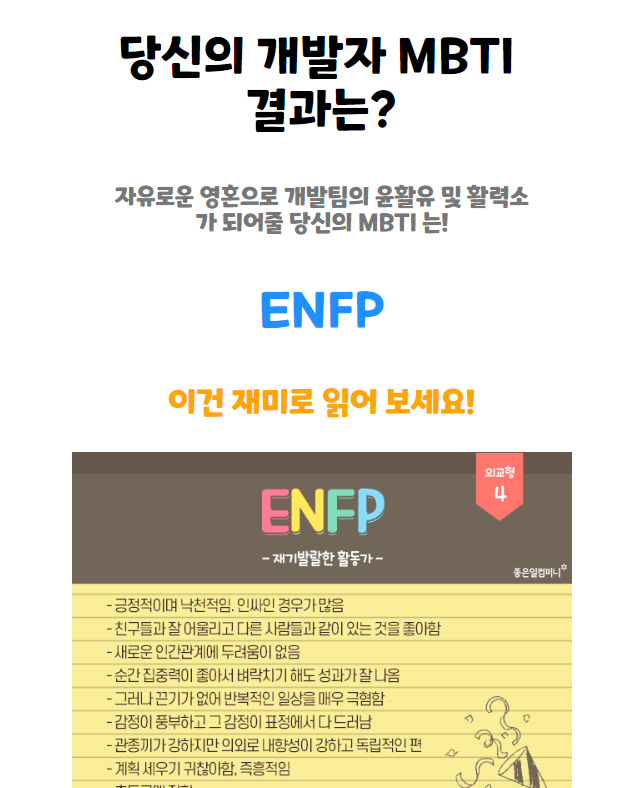 당신의 개발자 MBTI
결과는?
자유로운 영혼으로 개발팀의 윤활유 및 활력소
가 되어줄 당신의 MBTI 는!
ENFP
이건 재미로 읽어 보세요!
외교형
4
ENFP
- 재기발랄한 활동가 -
좋은일컴퍼니
- 긍정적이며 낙천적임. 인싸인 경우가 많음
- 친구들과 잘 어울리고 다른 사람들과 같이 있는 것을 좋아함
- 새로운 인간관계에 두려움이 없음
- 순간 집중력이 좋아서 벼락치기 해도 성과가 잘 나옴
- 그러나 끈기가 없어 반복적인 일상을 매우 극혐함
- 감정이 풍부하고 그 감정이 표정에서 다 드러남
- 관종끼가 강하지만 의외로 내향성이 강하고 독립적인 편
- 계획 세우기 귀찮아함, 즉흥적임